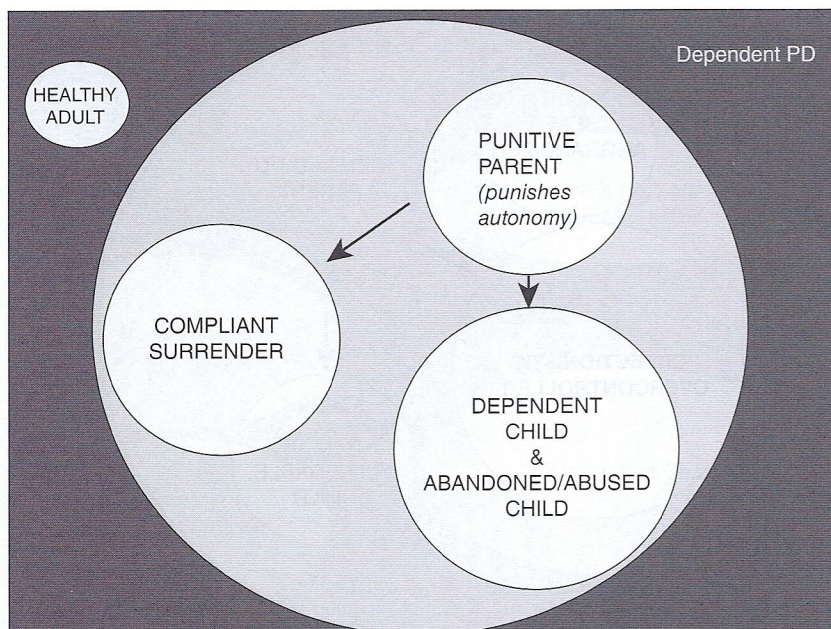 Dependent PD
HEALTHY
ADULT
PUNITIVE
PARENT
(punishes
autonomy)
COMPLIANT
SURRENDER
DEPENDENT
CHILD
&
ABANDONED/ABUSED
CHILD